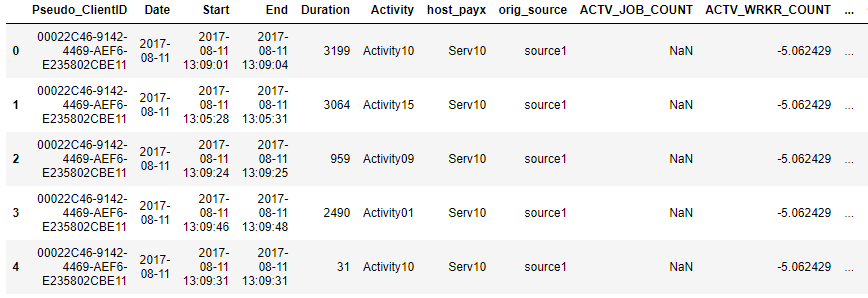 Pseudo_ClientID Date Start End Duration Activity host_payx orig_source ACTV_JOB_COUNT ACTV_WRKR_COUNT ...
00022C46-9142- 2017- 2017-
0 4469-AEF6- 2017- 08-11 08-11 3199 Activity10 Serv10 source1 NaN -5.062429 ...
E235802CBE11 08-11 13:09:01 13:09:04
00022C46-9142- 2017- 2017-
1 4469-AEF6- 2017- 08-11 08-11 3064 Activity15 Serv10 source1 NaN -5.062429 ...
E235802CBE11 08-11 13:05:28 13:05:31
00022C46-9142- 2017- 2017-
2 4469-AEF6- 2017- 08-11 08-11 959 Activity09 Serv10 source1 NaN -5.062429 ...
E235802CBE11 08-11 13:09:24 13:09:25
00022C46-9142- 2017- 2017-
3 4469-AEF6- 2017- 08-11 08-11 2490 Activity01 Serv10 source1 NaN -5.062429 ...
E235802CBE11 08-11 13:09:46 13:09:48
00022C46-9142- 2017- 2017-
4 4469-AEF6- 2017- 08-11 08-11 31 Activity10 Serv10 source1 NaN -5.062429 ...
E235802CBE11 08-11 13:09:31 13:09:31